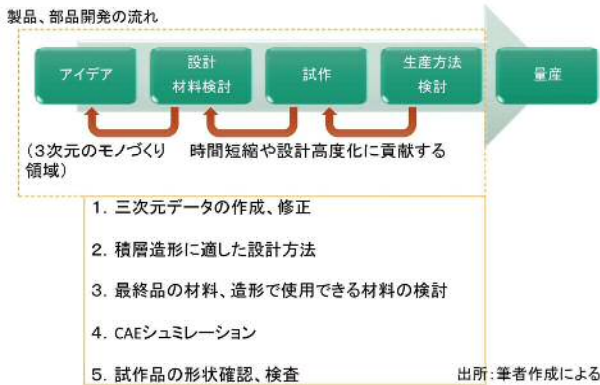 製品、部品開発の流れ
アイデア
設計
材料検討
試作
生産方法
検討
量産
(3次元のモノづくり
領域)
時間短縮や設計高度化に貢献する
1. 三次元データの作成、修正
2. 積層造形に適した設計方法
3. 最終品の材料、造形で使用できる材料の検討
4. CAEシュミレーション
5. 試作品の形状確認、検査
出所:筆者作成による